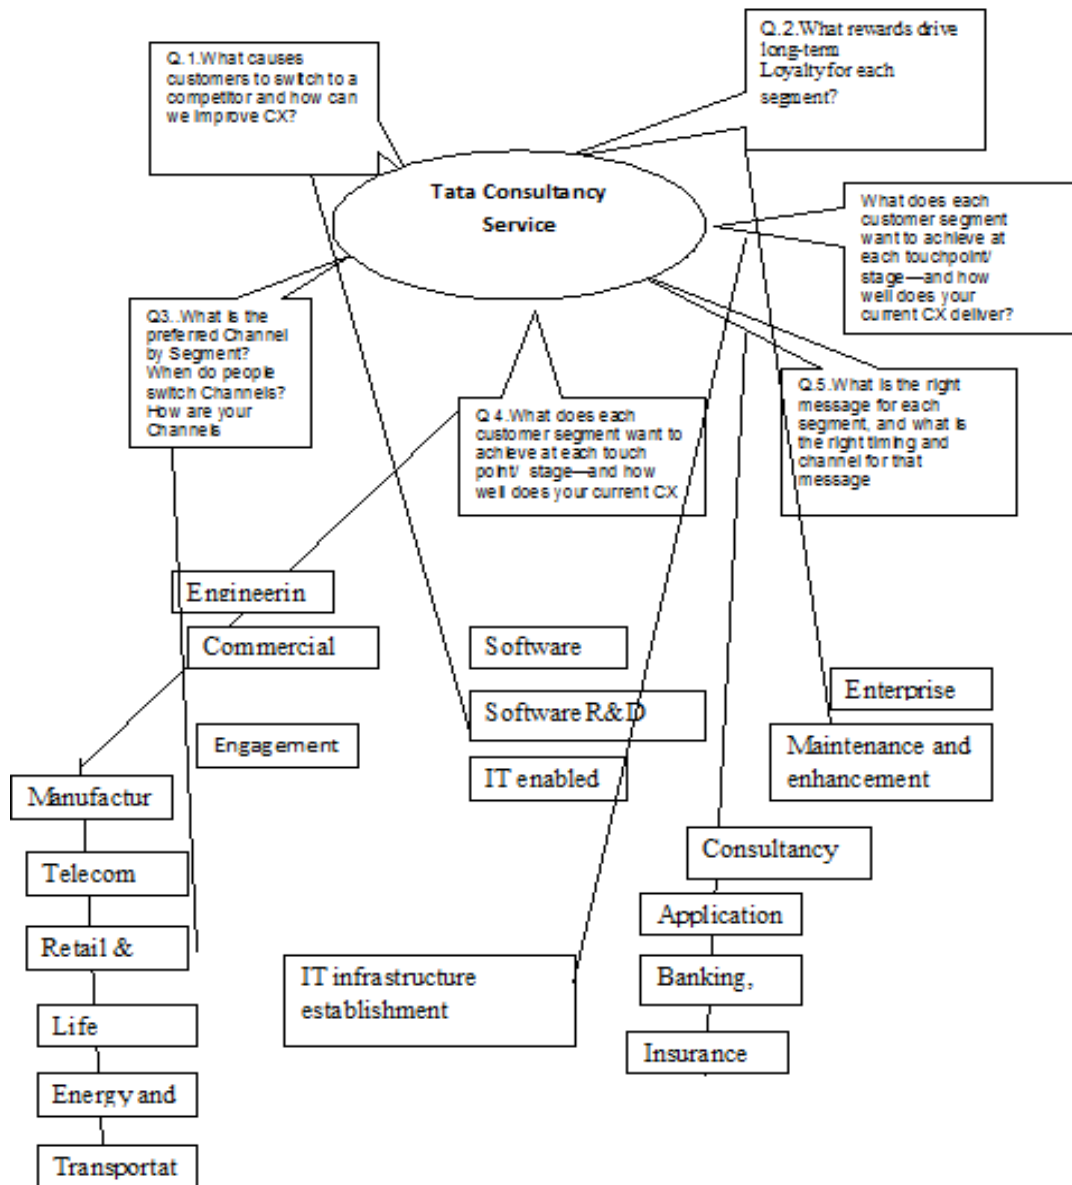 Q.1.What causes
customers to switch to a
competitor and how can
we improve CX?
Q.2.What rewards drive
long-term
Loyaltyfor each
segment?
Tata Consultancy
Service
What does each
customer segment
want to achieve at
each touchpoint/
stage—and how
well does your
current CX deliver?
Q3..What is the
preferred Channel
by Segment?
When do people
switch Channels?
How are your
Channels
Q 4.What does each
customer segment want to
achieve at each touch
point/ stage—and how
well does your current CX
Q.5.What is the right
message for each
segment, and what is
the right timing and
channel for that
message
Engineerin
Commercial
Engagement
Software
Software R&D
IT enabled
Enterprise
Maintenance and
enhancement
Manufactur
Telecom
Retail &
Life
Energy and
Transportat
IT infrastructure
establishment
Consultancy
Application
Banking,
Insurance